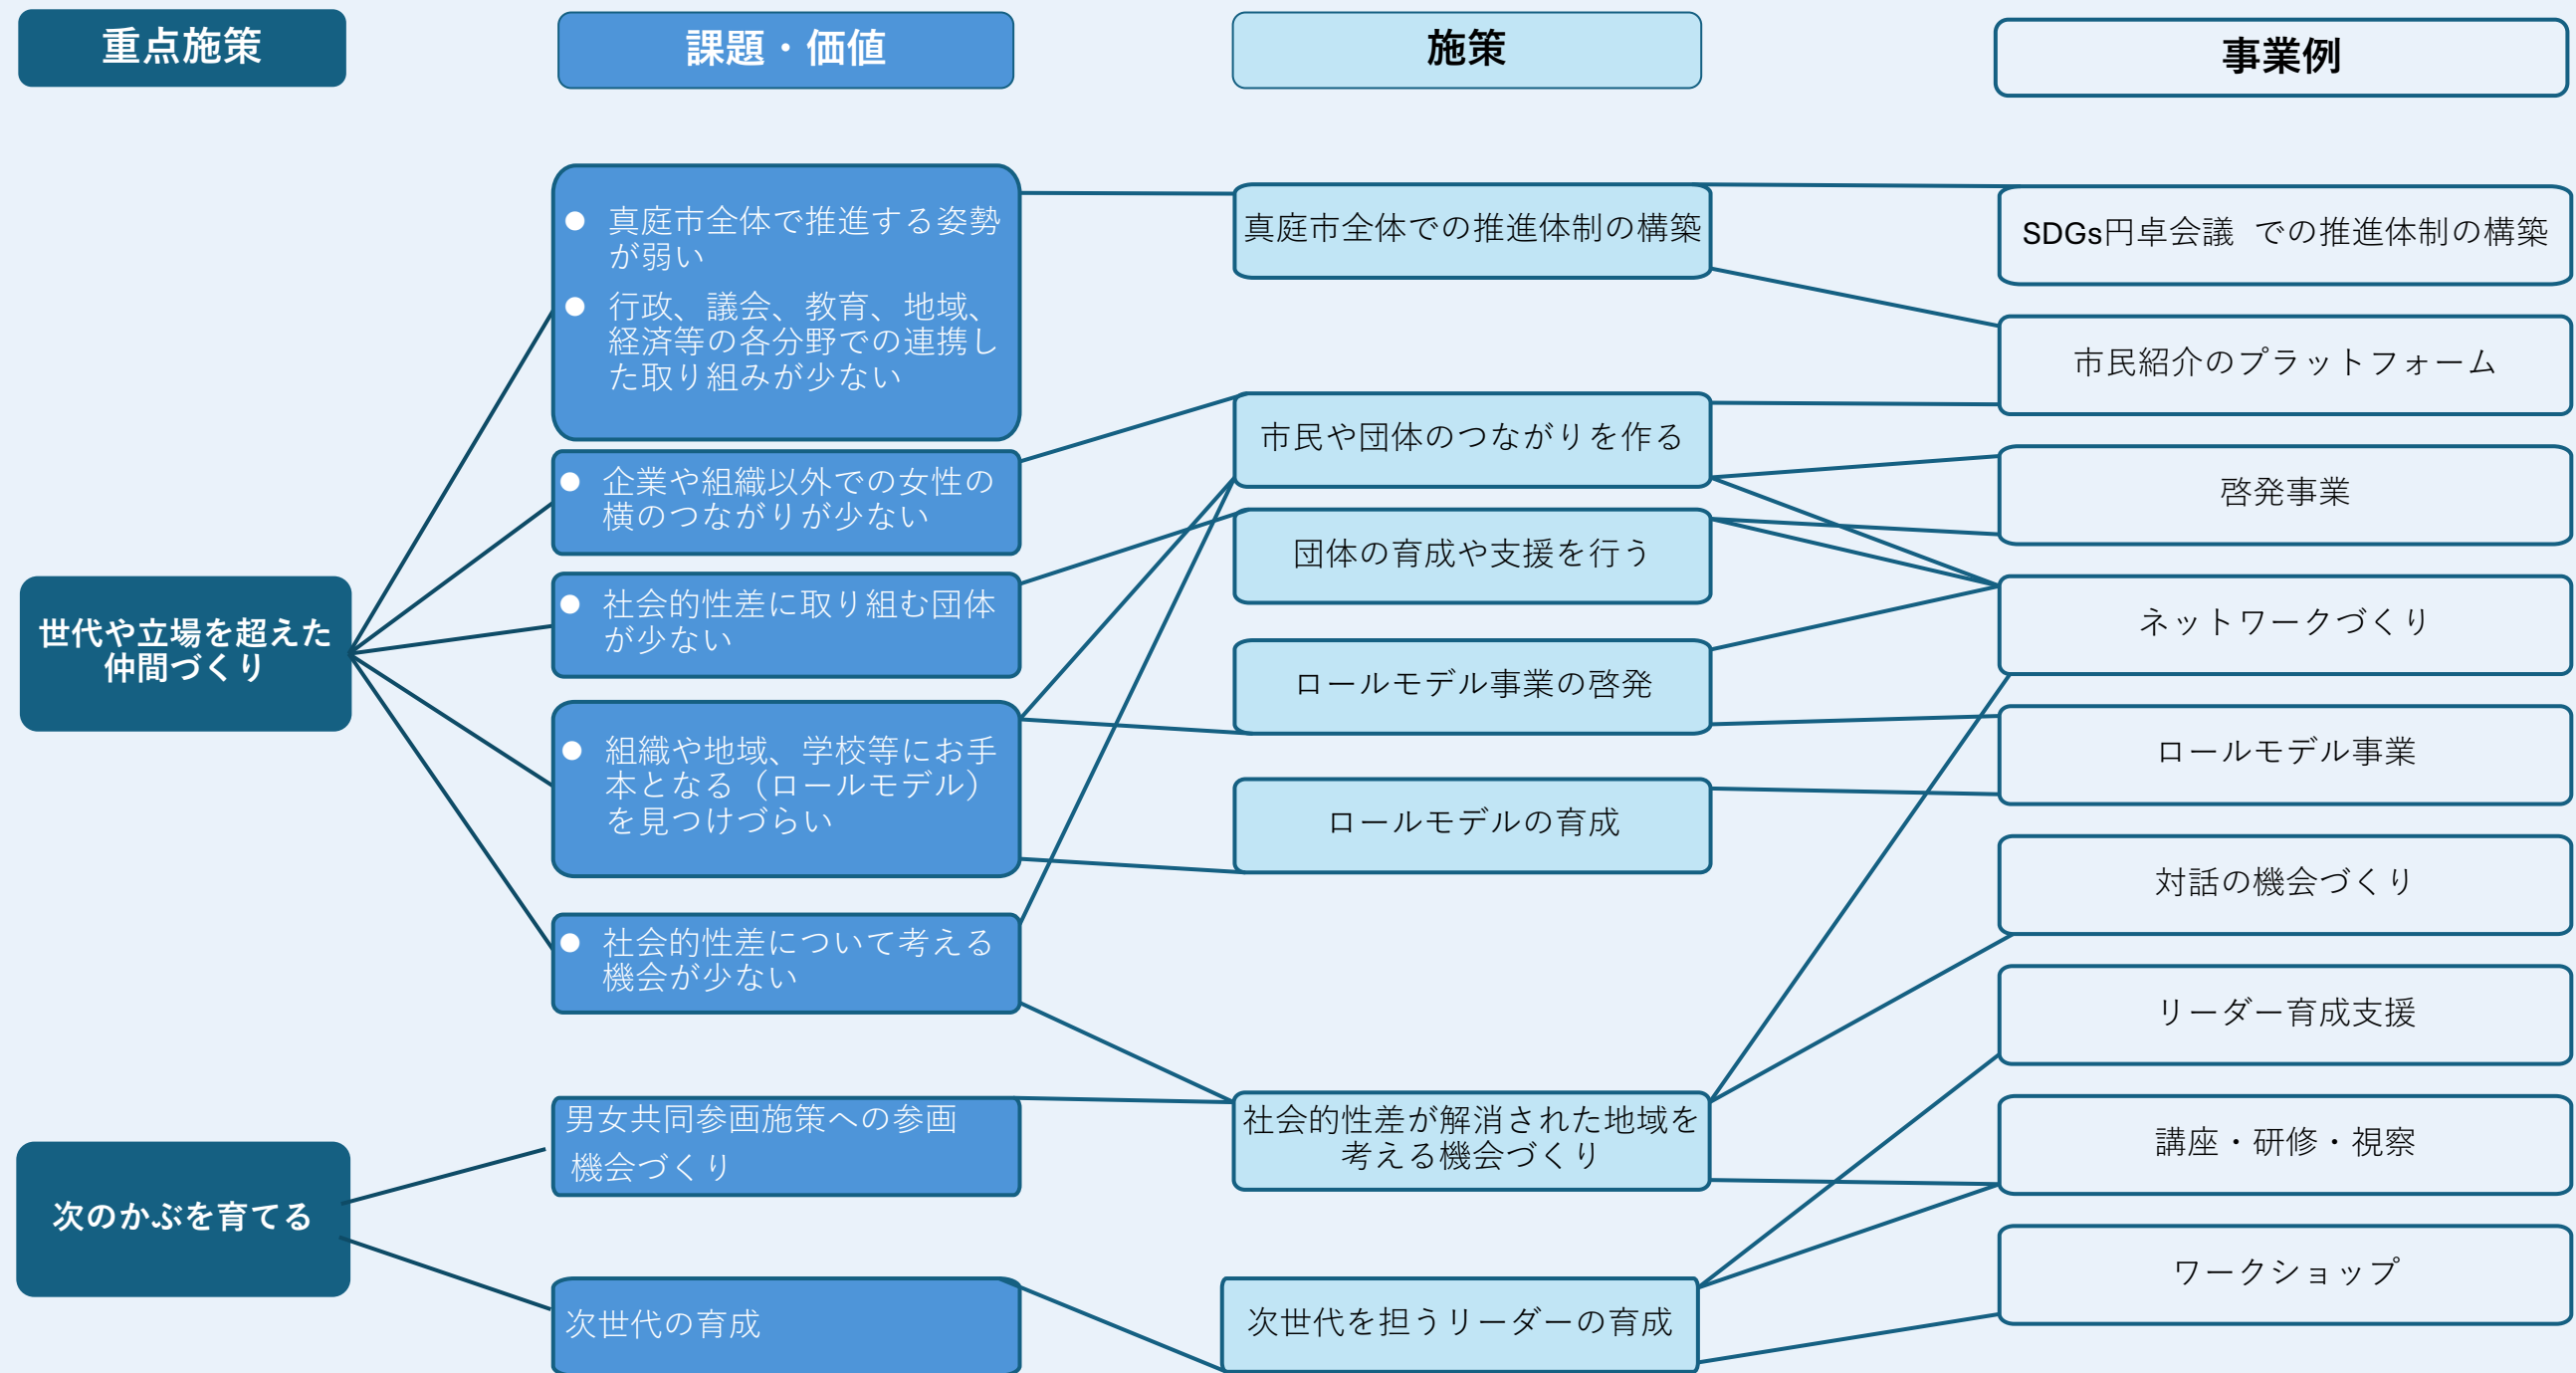 重点施策
課題・価値
施策
事業例
世代や立場を超えた
仲間づくり
次のかぶを育てる
● 真庭市全体で推進する姿勢
が弱い
● 行政、議会、教育、地域、
経済等の各分野での連携し
た取り組みが少ない
● 企業や組織以外での女性の
横のつながりが少ない
● 社会的性差に取り組む団体
が少ない
● 組織や地域、学校等にお手
本となる（ロールモデル）
を見つけづらい
● 社会的性差について考える
機会が少ない
男女共同参画施策への参画
機会づくり
次世代の育成
真庭市全体での推進体制の構築
市民や団体のつながりを作る
団体の育成や支援を行う
ロールモデル事業の啓発
ロールモデルの育成
社会的性差が解消された地域を
考える機会づくり
次世代を担うリーダーの育成
SDGs円卓会議 での推進体制の構築
市民紹介のプラットフォーム
啓発事業
ネットワークづくり
ロールモデル事業
対話の機会づくり
リーダー育成支援
講座・研修・視察
ワークショップ